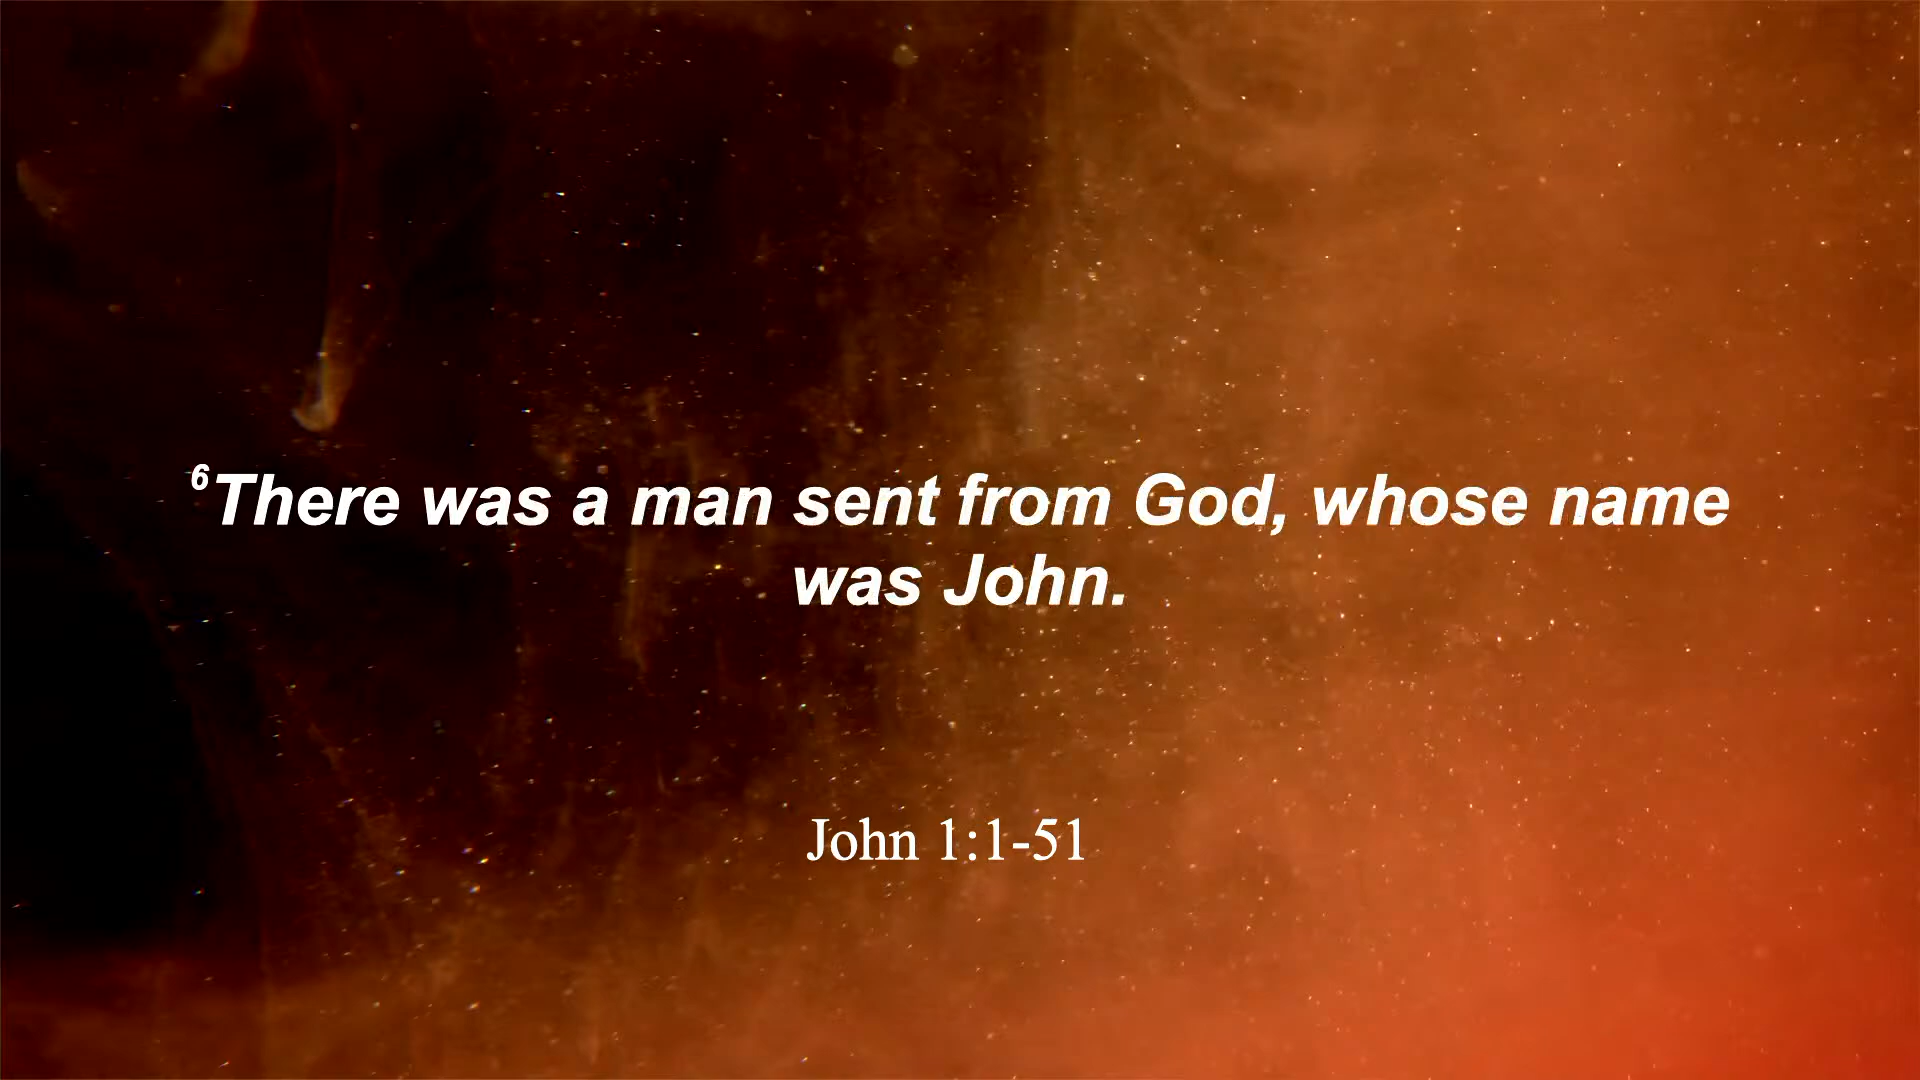 ⁶There was a man sent from God, whose name
was John.
John 1:1-51